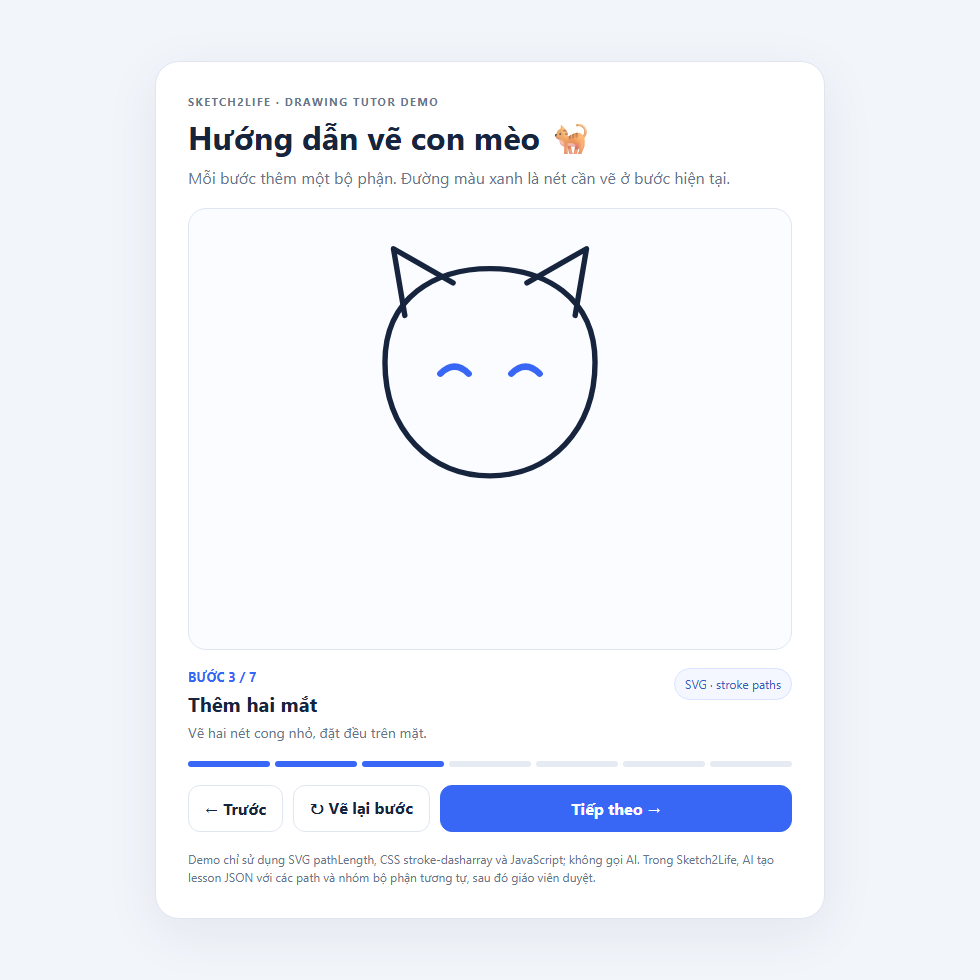 SKETCH2LIFE · DRAWING TUTOR DEMO
Hướng dẫn vẽ con mèo 🐈
Mỗi bước thêm một bộ phận. Đường màu xanh là nét cần vẽ ở bước hiện tại.
BƯỚC 3 / 7
SVG · stroke paths
Thêm hai mắt
Vẽ hai nét cong nhỏ, đặt đều trên mặt.
← Trước
↻ Vẽ lại bước
Tiếp theo →
Demo chỉ sử dụng SVG pathLength, CSS stroke-dasharray và JavaScript; không gọi AI. Trong Sketch2Life, AI tạo
lesson JSON với các path và nhóm bộ phận tương tự, sau đó giáo viên duyệt.